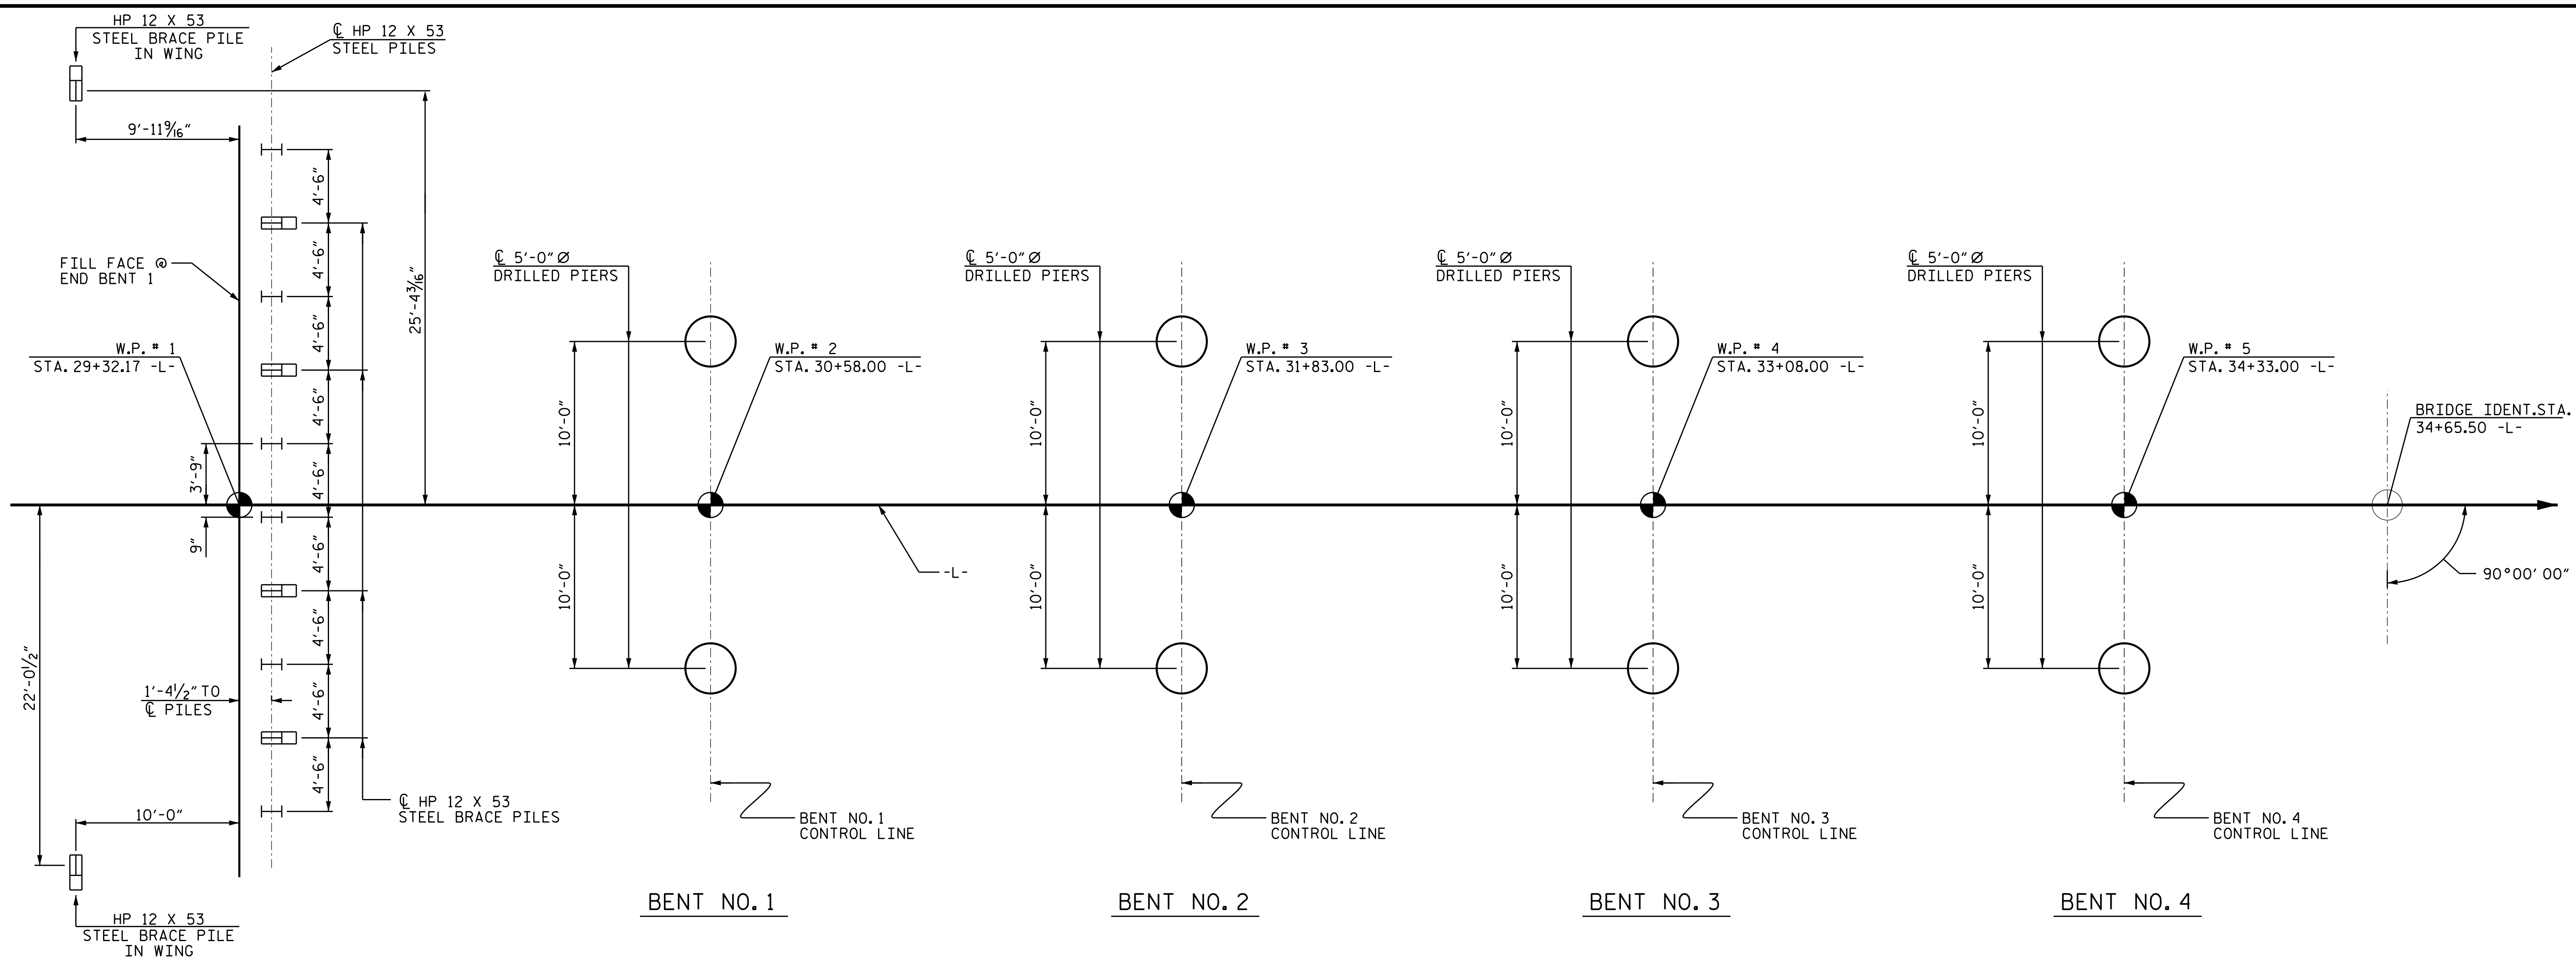 HP 12 X 53
STEEL BRACE PILE
IN WING
℄ HP 12 X 53
STEEL PILES
9'-11 9/16"
4'-6"
4'-6"
4'-6"
4'-6"
4'-6"
4'-6"
4'-6"
4'-6"
4'-6"
25'-4 3/16"
FILL FACE @
END BENT 1
W.P. # 1
STA. 29+32.17 -L-
3'-9"
9"
22'-0 1/2"
1'-4 1/2" TO
℄ PILES
10'-0"
HP 12 X 53
STEEL BRACE PILE
IN WING
℄ HP 12 X 53
STEEL BRACE PILES
℄ 5'-0" Ø
DRILLED PIERS
W.P. # 2
STA. 30+58.00 -L-
10'-0"
10'-0"
-L-
BENT NO. 1
CONTROL LINE
BENT NO. 1
℄ 5'-0" Ø
DRILLED PIERS
W.P. # 3
STA. 31+83.00 -L-
10'-0"
10'-0"
BENT NO. 2
CONTROL LINE
BENT NO. 2
℄ 5'-0" Ø
DRILLED PIERS
W.P. # 4
STA. 33+08.00 -L-
10'-0"
10'-0"
BENT NO. 3
CONTROL LINE
BENT NO. 3
℄ 5'-0" Ø
DRILLED PIERS
W.P. # 5
STA. 34+33.00 -L-
10'-0"
10'-0"
BENT NO. 4
CONTROL LINE
BENT NO. 4
BRIDGE IDENT. STA.
34+65.50 -L-
90°00'00"